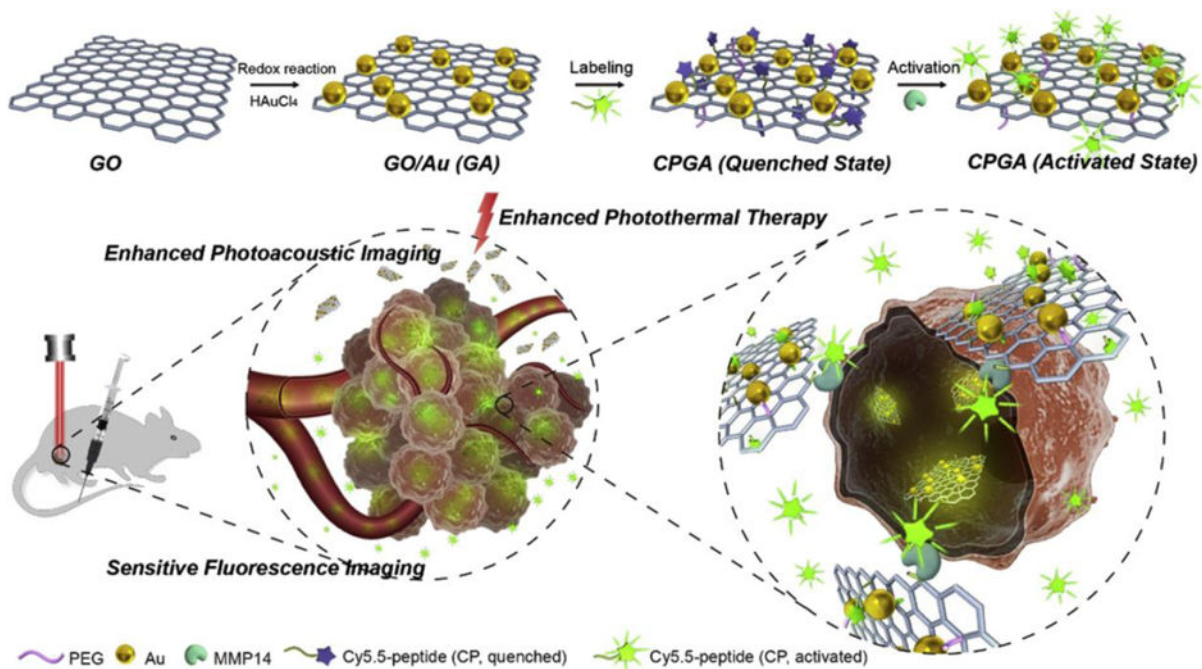 Redox reaction
HAuCl₄
Labeling
Activation
GO
GO/Au (GA)
CPGA (Quenched State)
CPGA (Activated State)
Enhanced Photothermal Therapy
Enhanced Photoacoustic Imaging
Sensitive Fluorescence Imaging
PEG
Au
MMP14
Cy5.5-peptide (CP, quenched)
Cy5.5-peptide (CP, activated)